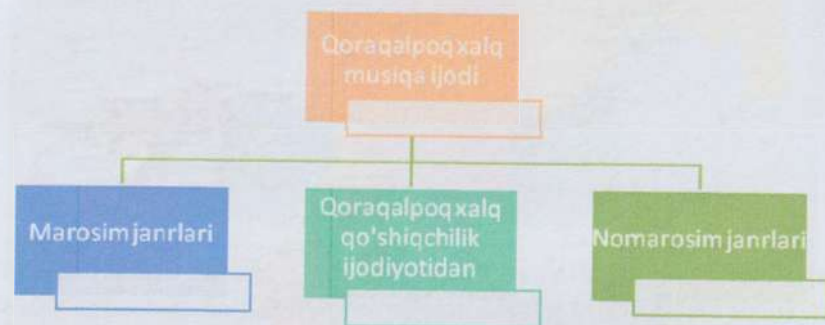 Qoraqalpoq xalq
musiqa ijodi
Marosim janrlari
Qoraqalpoq xalq
qo'shiqchilik
ijodiyotidan
Nomarosim janrlari